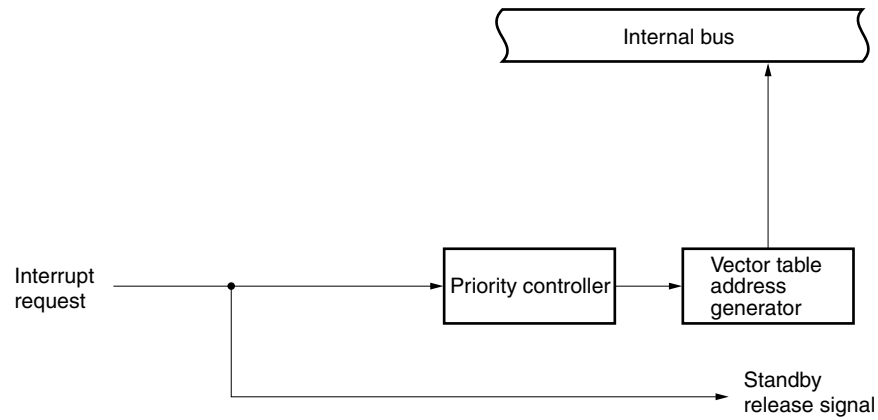 Internal bus
Interrupt
request
Priority controller
Vector table
address
generator
Standby
release signal